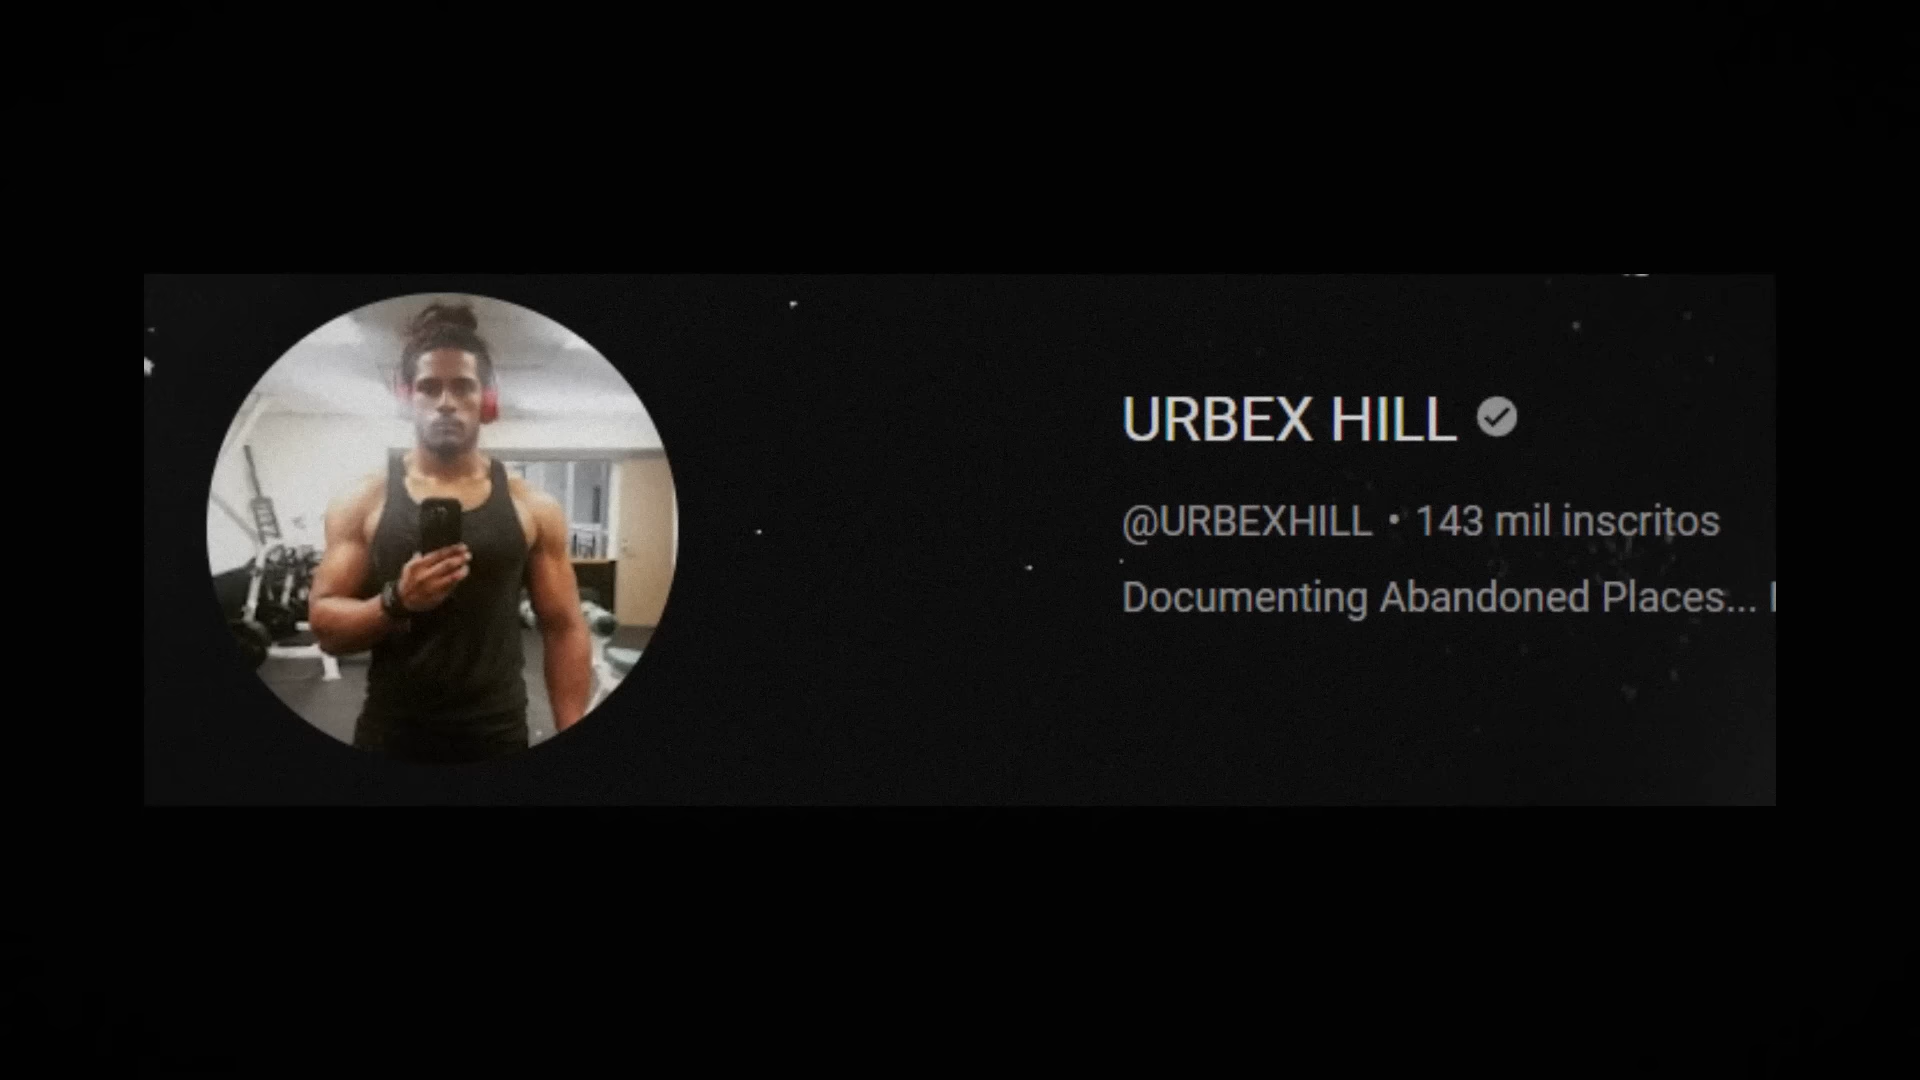 URBEX HILL
@URBEXHILL • 143 mil inscritos
Documenting Abandoned Places...